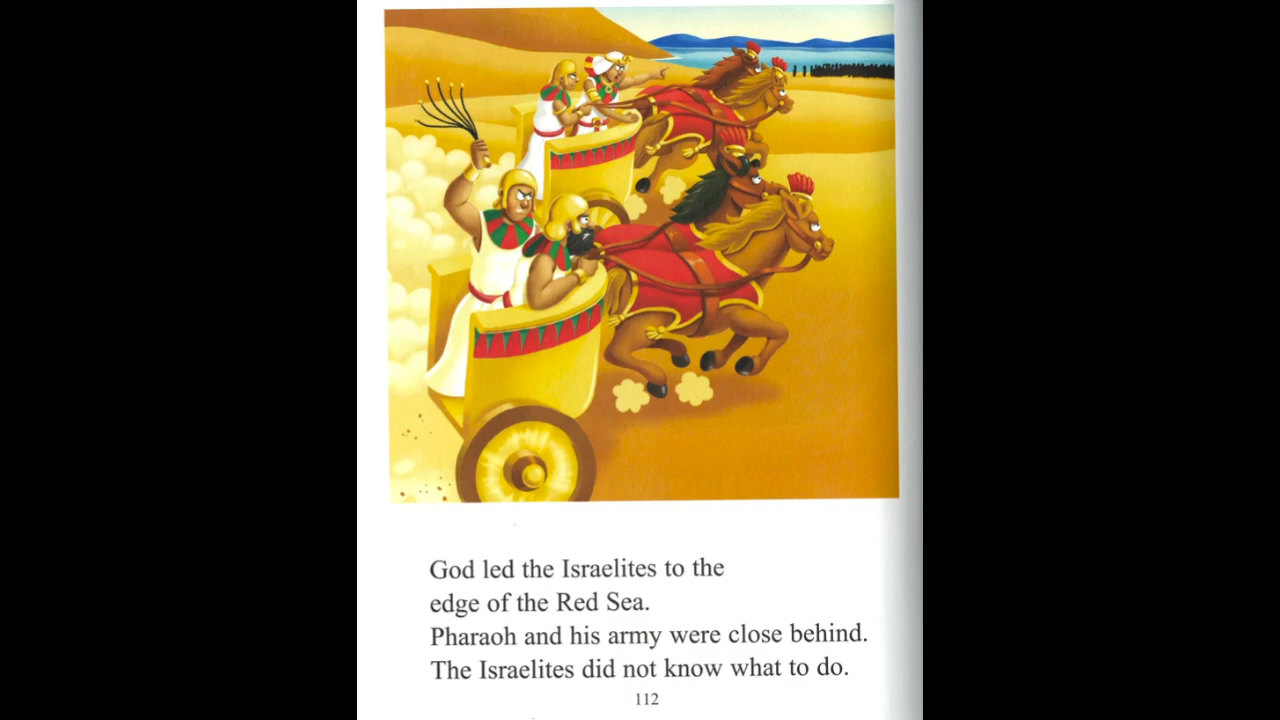 God led the Israelites to the
edge of the Red Sea.
Pharaoh and his army were close behind.
The Israelites did not know what to do.
112